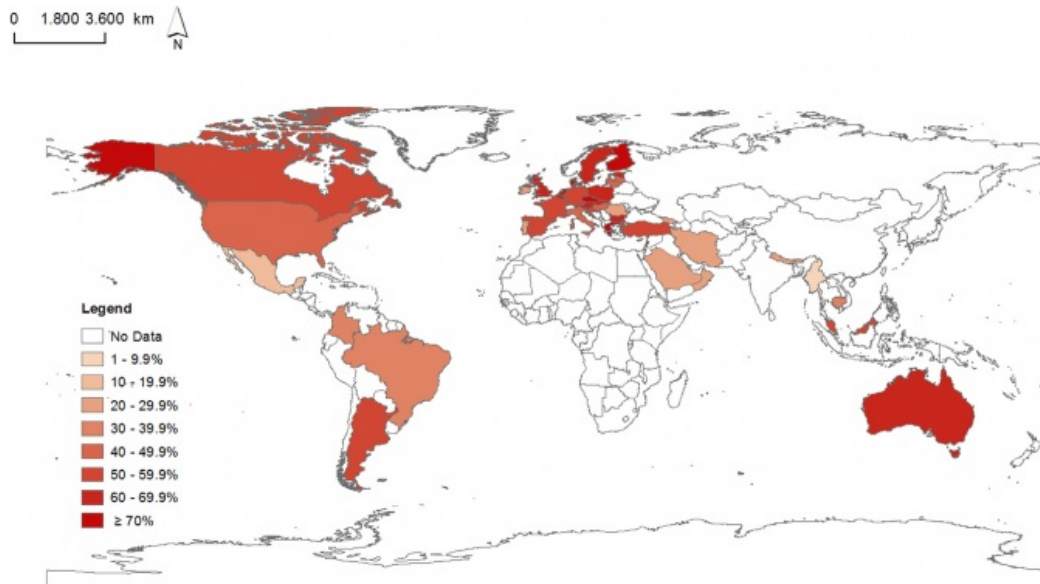 0 1.800 3.600 km
N
Legend
No Data
1 - 9.9%
10 - 19.9%
20 - 29.9%
30 - 39.9%
40 - 49.9%
50 - 59.9%
60 - 69.9%
≥ 70%